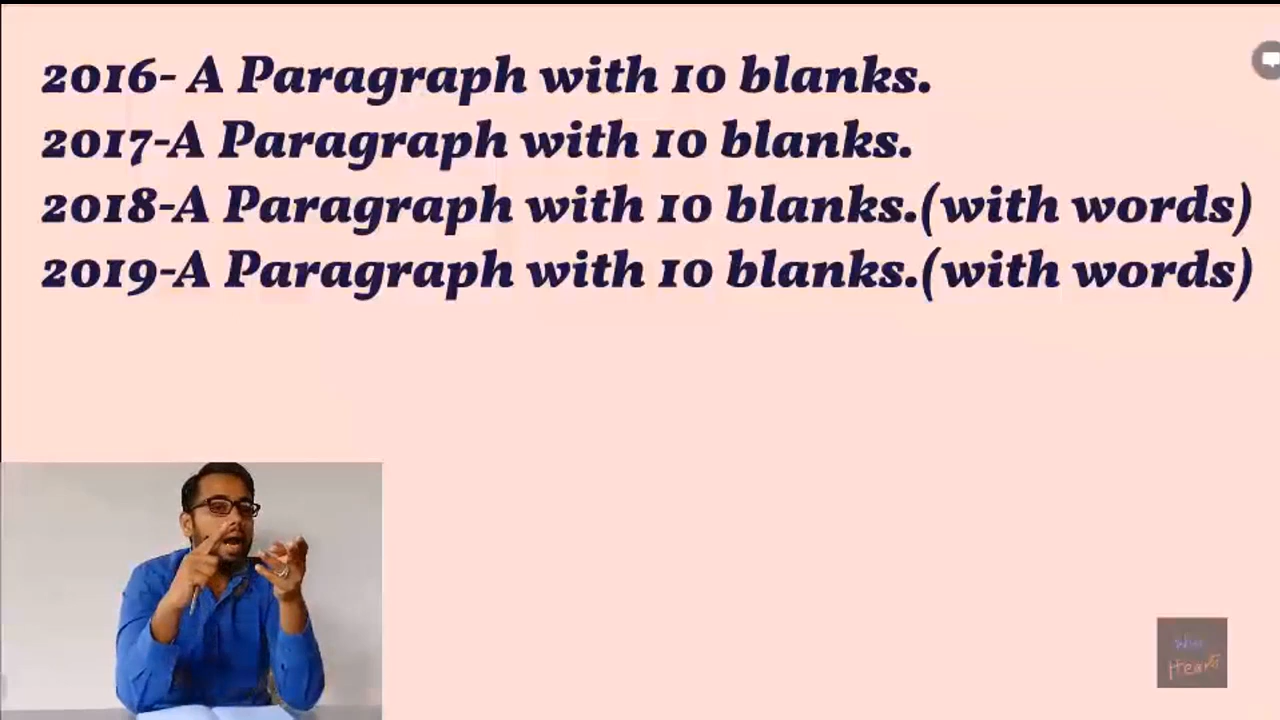 2016- A Paragraph with 10 blanks.
2017-A Paragraph with 10 blanks.
2018-A Paragraph with 10 blanks.(with words)
2019-A Paragraph with 10 blanks.(with words)